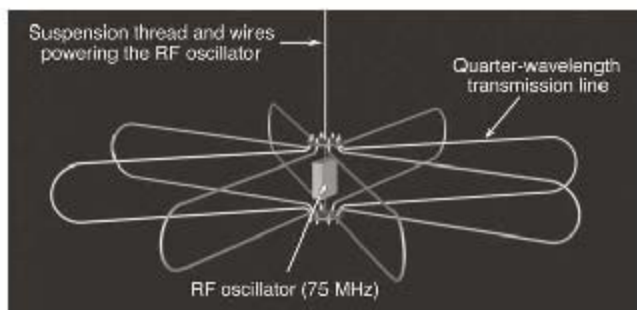 Suspension thread and wires
powering the RF oscillator
Quarter-wavelength
transmission line
RF oscillator (75 MHz)